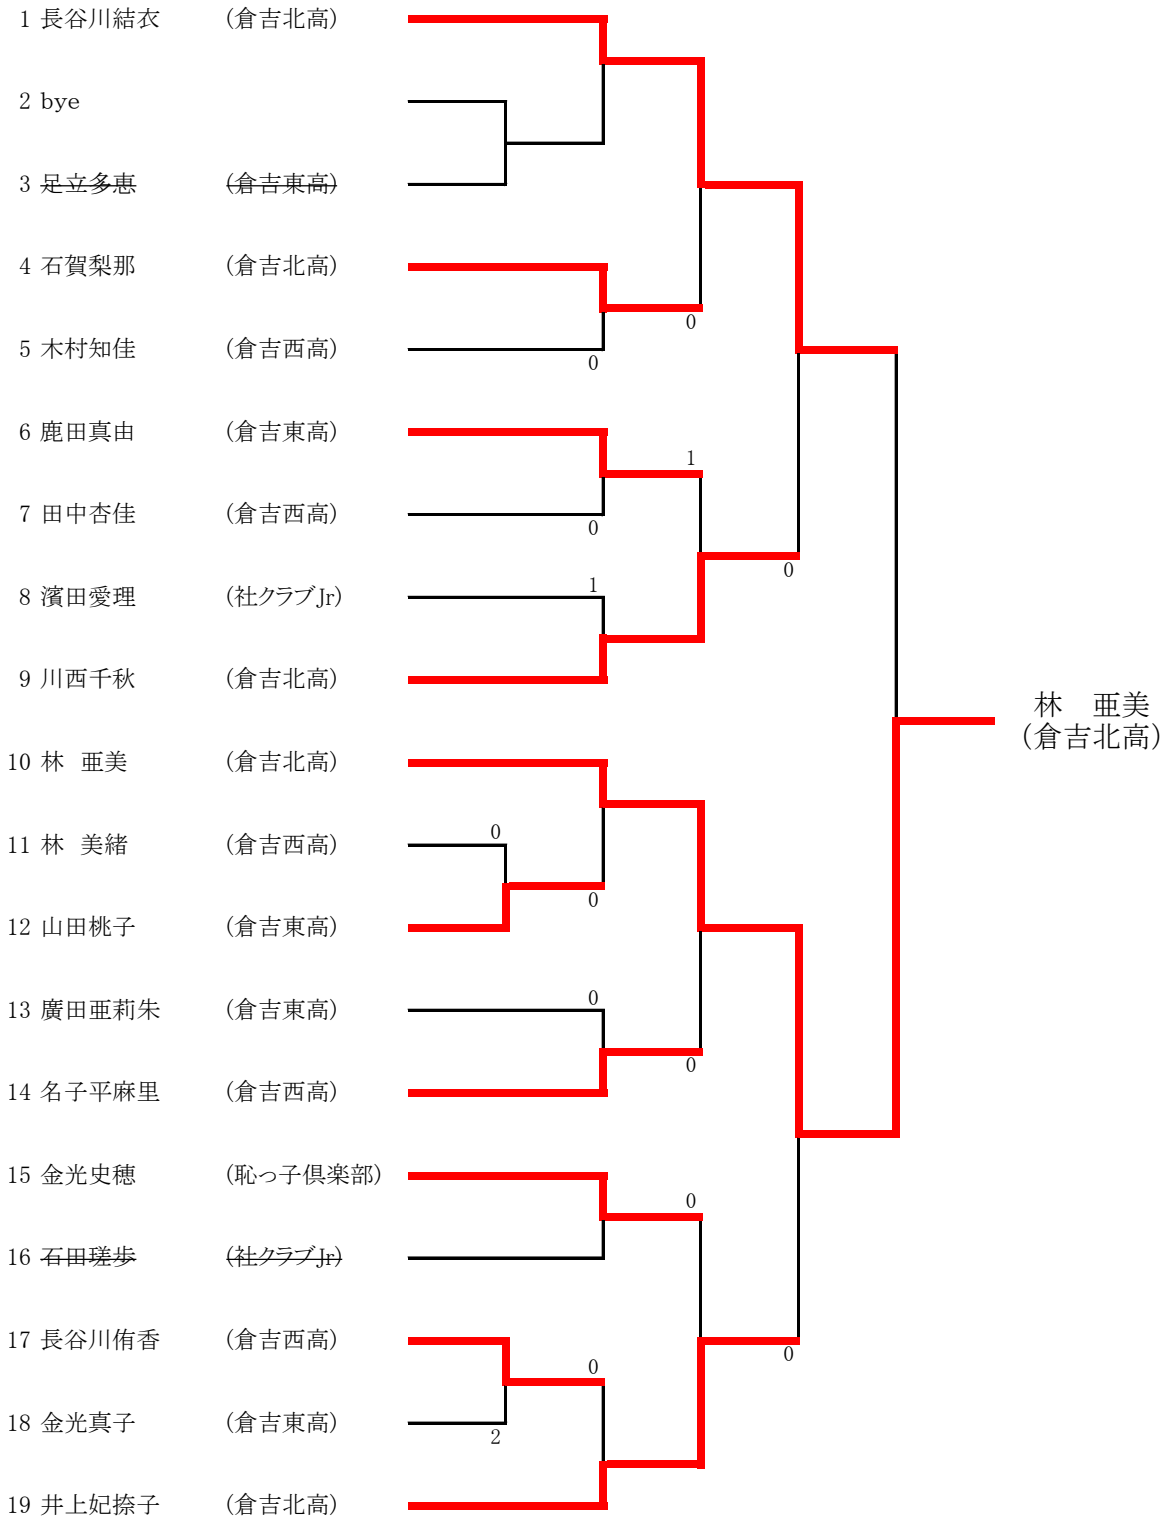 1 長谷川結衣 (倉吉北高)
2 bye
3 足立多恵 (倉吉東高)
4 石賀梨那 (倉吉北高)
0
5 木村知佳 (倉吉西高)
0
6 鹿田真由 (倉吉東高)
1
7 田中杏佳 (倉吉西高)
0
8 濱田愛理 (社クラブJr)
1
0
9 川西千秋 (倉吉北高)
林 亜美
(倉吉北高)
10 林 亜美 (倉吉北高)
11 林 美緒 (倉吉西高)
0
0
12 山田桃子 (倉吉東高)
13 廣田亜莉朱 (倉吉東高)
0
0
14 名子平麻里 (倉吉西高)
15 金光史穂 (恥っ子倶楽部)
0
16 石田瑳歩 (社クラブJr)
17 長谷川侑香 (倉吉西高)
0
0
18 金光真子 (倉吉東高)
2
19 井上妃捺子 (倉吉北高)